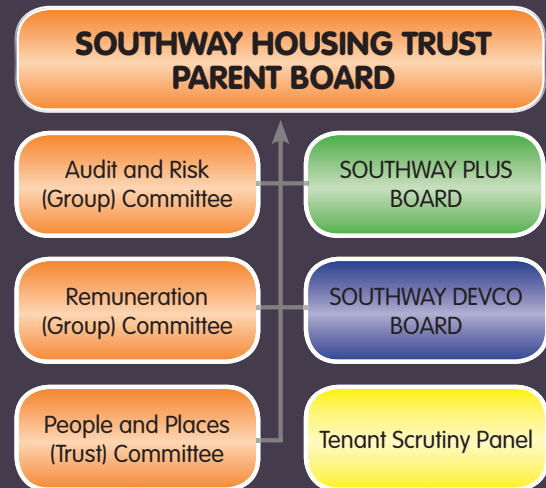 SOUTHWAY HOUSING TRUST
PARENT BOARD
Audit and Risk
(Group) Committee
SOUTHWAY PLUS
BOARD
Remuneration
(Group) Committee
SOUTHWAY DEVCO
BOARD
People and Places
(Trust) Committee
Tenant Scrutiny Panel